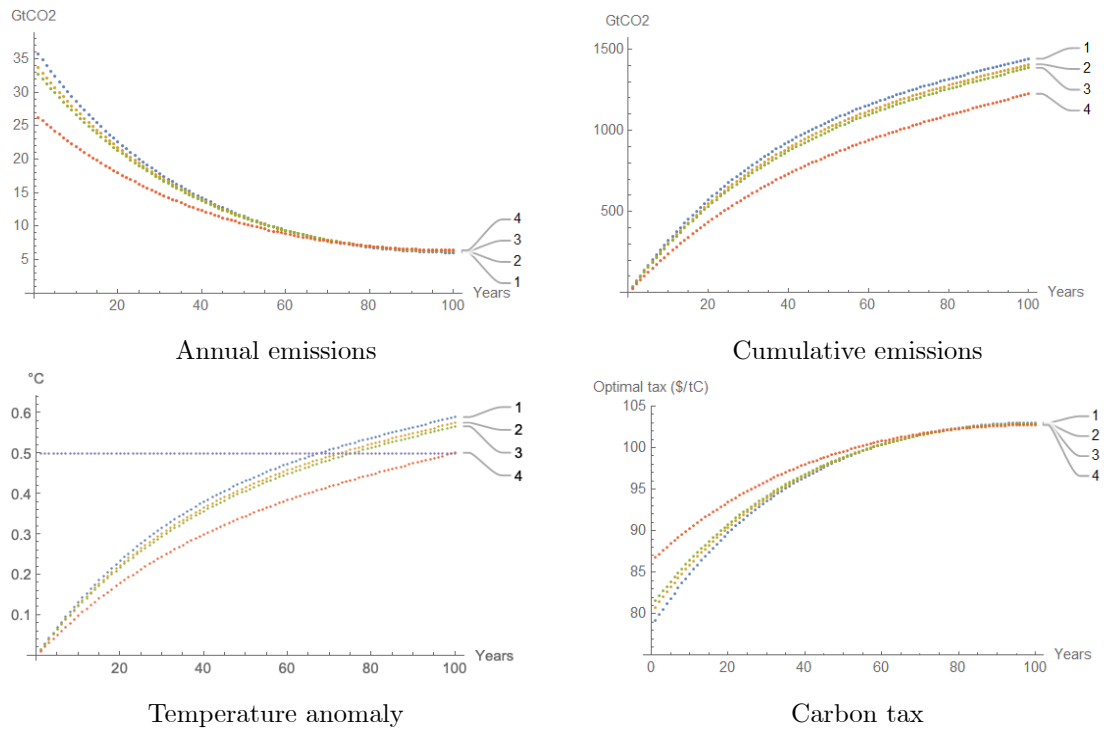 GtCO2
35
30
25
20
15
10
5
20 40 60 80 100
Years
4
3
2
1
Annual emissions
GtCO2
1500
1000
500
20 40 60 80 100
Years
1
2
3
4
Cumulative emissions
°C
0.6
0.5
0.4
0.3
0.2
0.1
20 40 60 80 100
Years
1
2
3
4
Temperature anomaly
Optimal tax ($/tC)
105
100
95
90
85
80
0 20 40 60 80 100
Years
1
2
3
4
Carbon tax